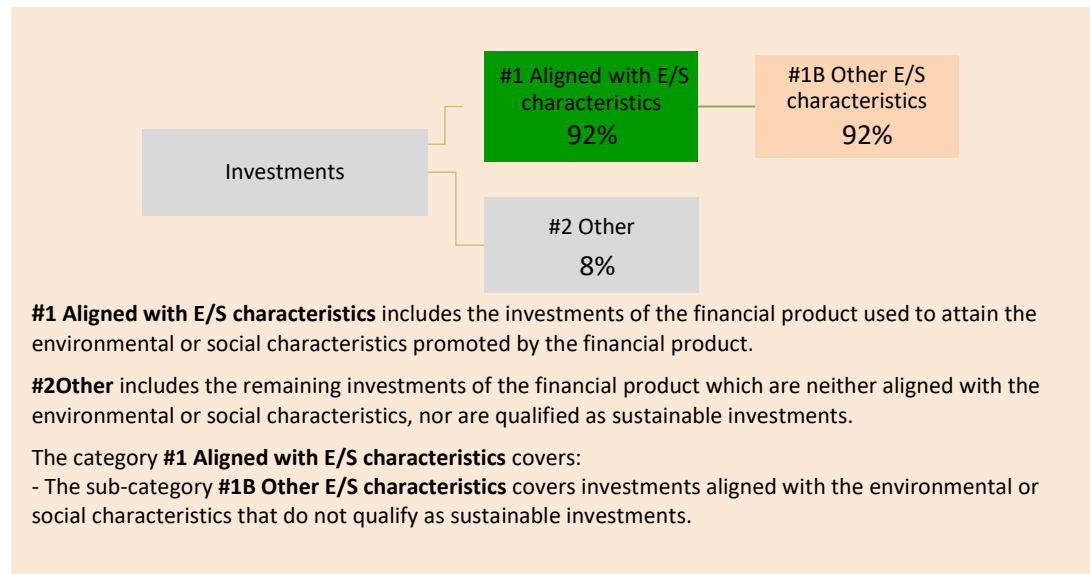 #1 Aligned with E/S
characteristics
92%
#1B Other E/S
characteristics
92%
Investments
#2 Other
8%
#1 Aligned with E/S characteristics includes the investments of the financial product used to attain the
environmental or social characteristics promoted by the financial product.
#2Other includes the remaining investments of the financial product which are neither aligned with the
environmental or social characteristics, nor are qualified as sustainable investments.
The category #1 Aligned with E/S characteristics covers:
- The sub-category #1B Other E/S characteristics covers investments aligned with the environmental or
social characteristics that do not qualify as sustainable investments.